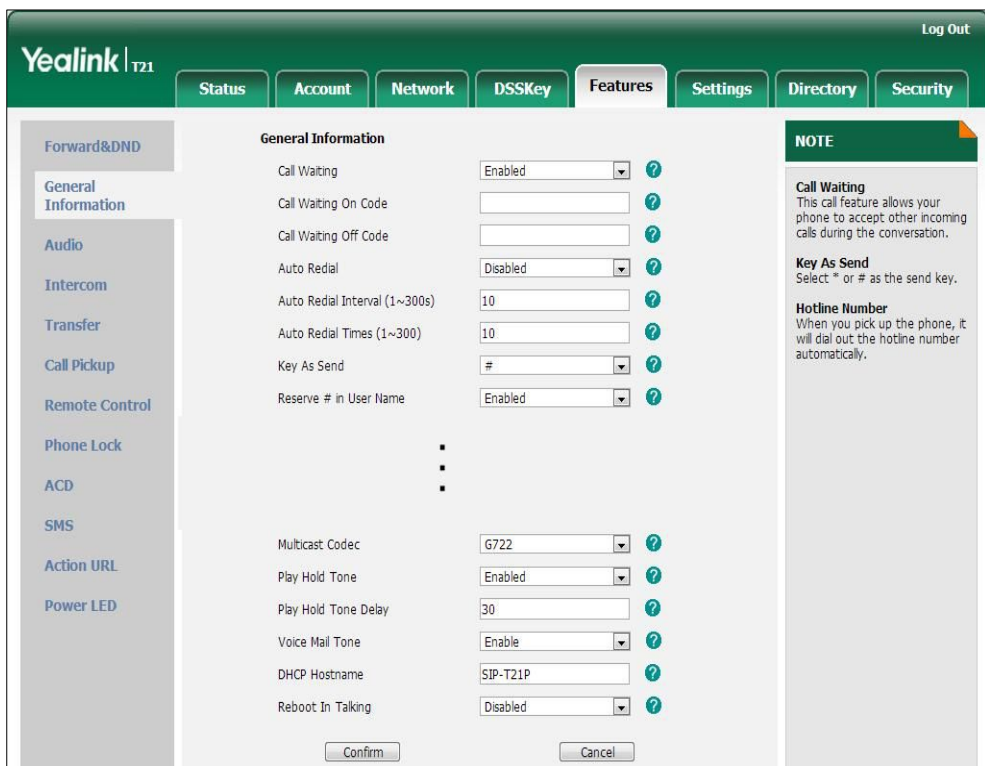 Log Out
Yealink | T21
Status Account Network DSSKey Features Settings Directory Security
Forward&DND
General
Information
Audio
Intercom
Transfer
Call Pickup
Remote Control
Phone Lock
ACD
SMS
Action URL
Power LED
General Information
Call Waiting Enabled ?
Call Waiting On Code ?
Call Waiting Off Code ?
Auto Redial Disabled ?
Auto Redial Interval (1~300s) 10 ?
Auto Redial Times (1~300) 10 ?
Key As Send # ?
Reserve # in User Name Enabled ?
Multicast Codec G722 ?
Play Hold Tone Enabled ?
Play Hold Tone Delay 30 ?
Voice Mail Tone Enable ?
DHCP Hostname SIP-T21P ?
Reboot In Talking Disabled ?
Confirm Cancel
NOTE
Call Waiting
This call feature allows your
phone to accept other incoming
calls during the conversation.
Key As Send
Select * or # as the send key.
Hotline Number
When you pick up the phone, it
will dial out the hotline number
automatically.